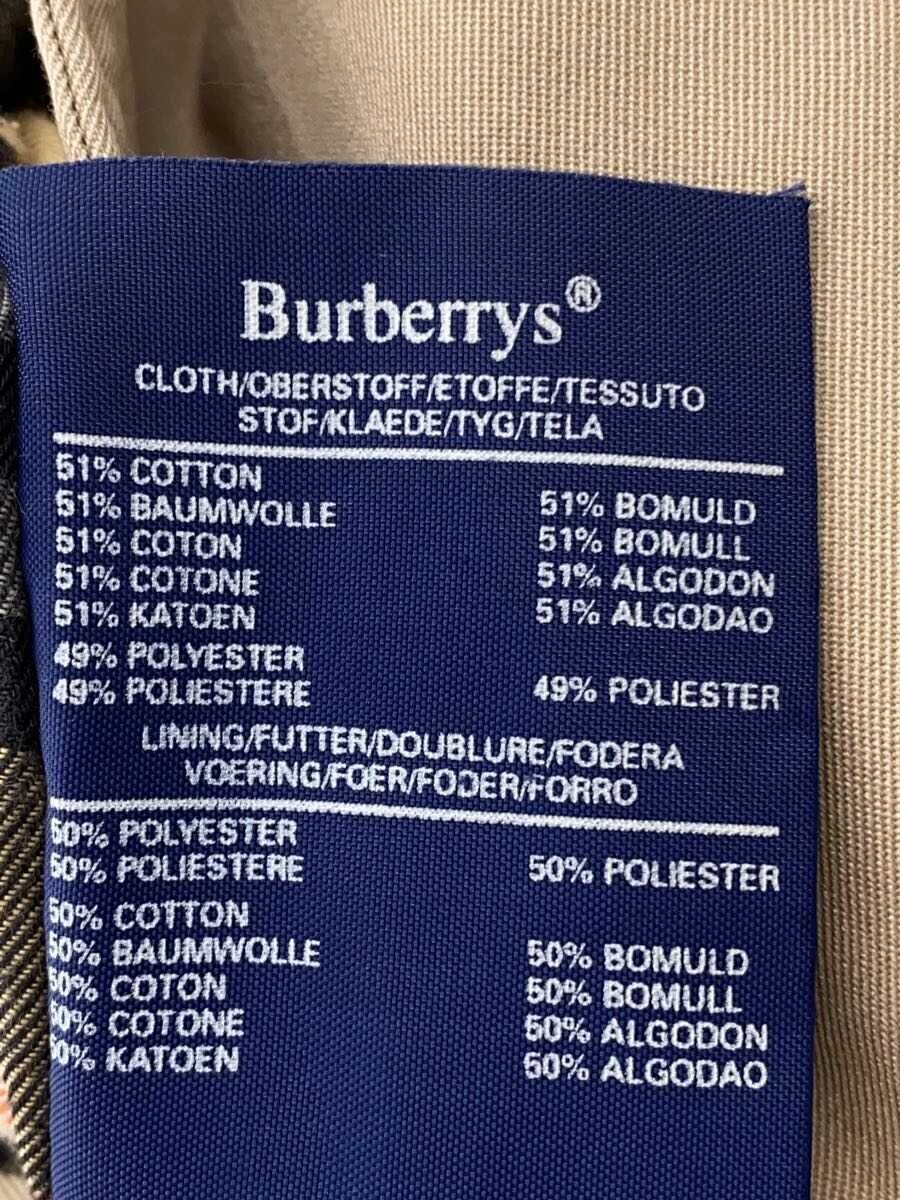 Burberrys®
CLOTH/OBERSTOFF/ETOFFE/TESSUTO
STOF/KLAEDE/TYG/TELA
51% COTTON
51% BAUMWOLLE 51% BOMULD
51% COTON 51% BOMULL
51% COTONE 51% ALGODON
51% KATOEN 51% ALGODAO
49% POLYESTER
49% POLIESTERE 49% POLIESTER
LINING/FUTTER/DOUBLURE/FODERA
VOERING/FOER/FODER/FORRO
50% POLYESTER
50% POLIESTERE 50% POLIESTER
50% COTTON
50% BAUMWOLLE 50% BOMULD
50% COTON 50% BOMULL
50% COTONE 50% ALGODON
50% KATOEN 50% ALGODAO